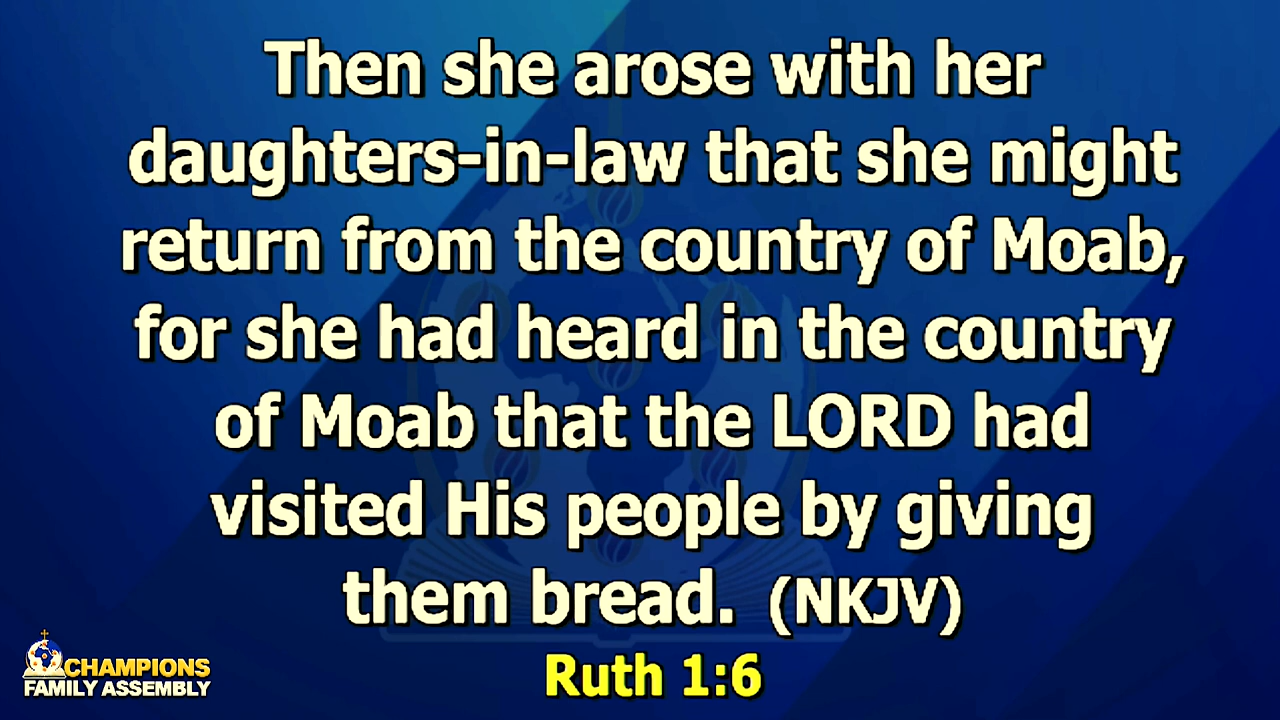 Then she arose with her
daughters-in-law that she might
return from the country of Moab,
for she had heard in the country
of Moab that the LORD had
visited His people by giving
them bread. (NKJV)
Ruth 1:6
CHAMPIONS
FAMILY ASSEMBLY